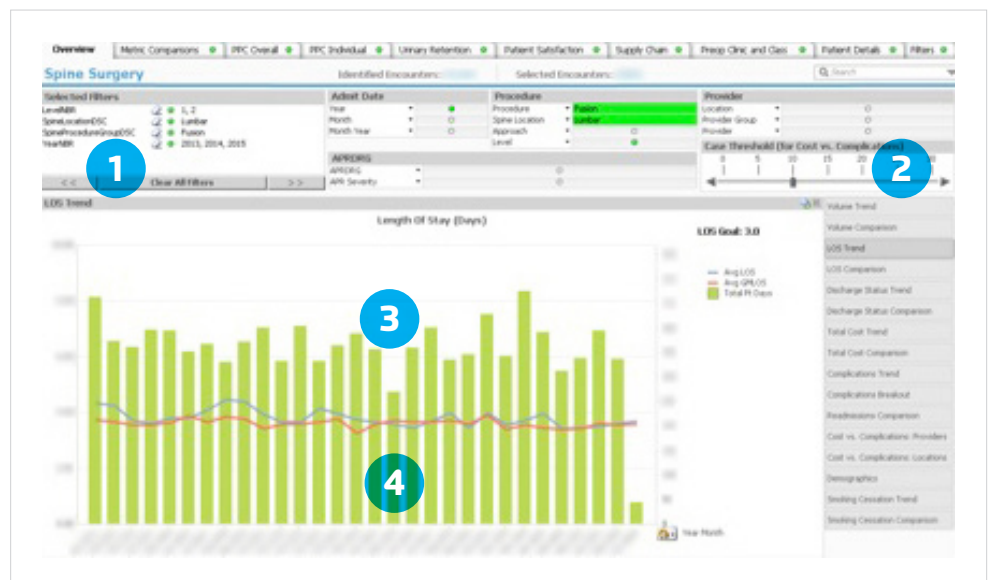 Overview Metric Comparisons PPC Overall PPC Individual Urinary Retention Patient Satisfaction Supply Chain Preop Clinic and Class Patient Details Filters
Spine Surgery Identified Encounters: Selected Encounters: Search
Selected Filters Admit Date Procedure Provider
LevelNBR 1, 2 Year Procedure Fusion Location
SpineLocationDSC Lumbar Month Spine Location Lumbar Provider Group
SpineProcedureGroupDSC Fusion Month Year Approach Provider
YearNBR 2013, 2014, 2015 Level Case Threshold (for Cost vs. Complications)
1 APRDRG 0 5 10 15 20 2
<< Clear All Filters >> APRDRG
APR Severity
LOS Trend
Length Of Stay (Days)
LOS Goal: 3.0
Avg LOS
Avg GMLOS
Total Pt Days
3
4
Year Month
Volume Trend
Volume Comparison
LOS Trend
LOS Comparison
Discharge Status Trend
Discharge Status Comparison
Total Cost Trend
Total Cost Comparison
Complications Trend
Complications Breakout
Readmissions Comparison
Cost vs. Complications: Providers
Cost vs. Complications: Locations
Demographics
Smoking Cessation Trend
Smoking Cessation Comparison